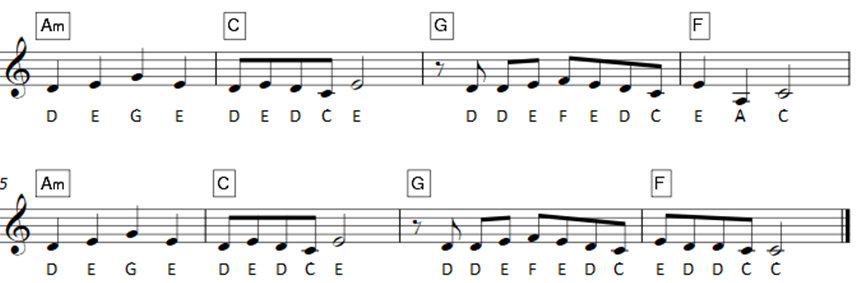 Am C G F
D E G E D E D C E D D E F E D C E A C
5 Am C G F
D E G E D E D C E D D E F E D C E D D C C